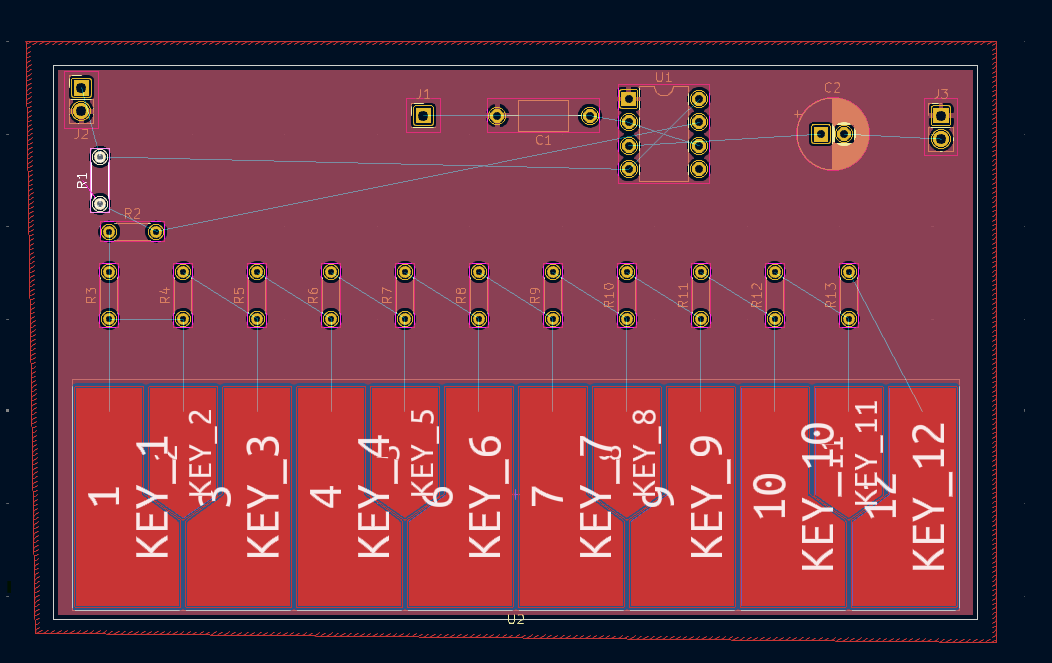 U1
C2
J1
J3
J2
C1
+
R1
R2
R3
R4
R5
R6
R7
R8
R9
R10
R11
R12
R13
KEY_1
KEY_2
KEY_3
KEY_4
KEY_5
KEY_6
KEY_7
KEY_8
KEY_9
KEY_10
KEY_11
KEY_12
1
2
3
4
5
6
7
8
9
10
11
12
U2